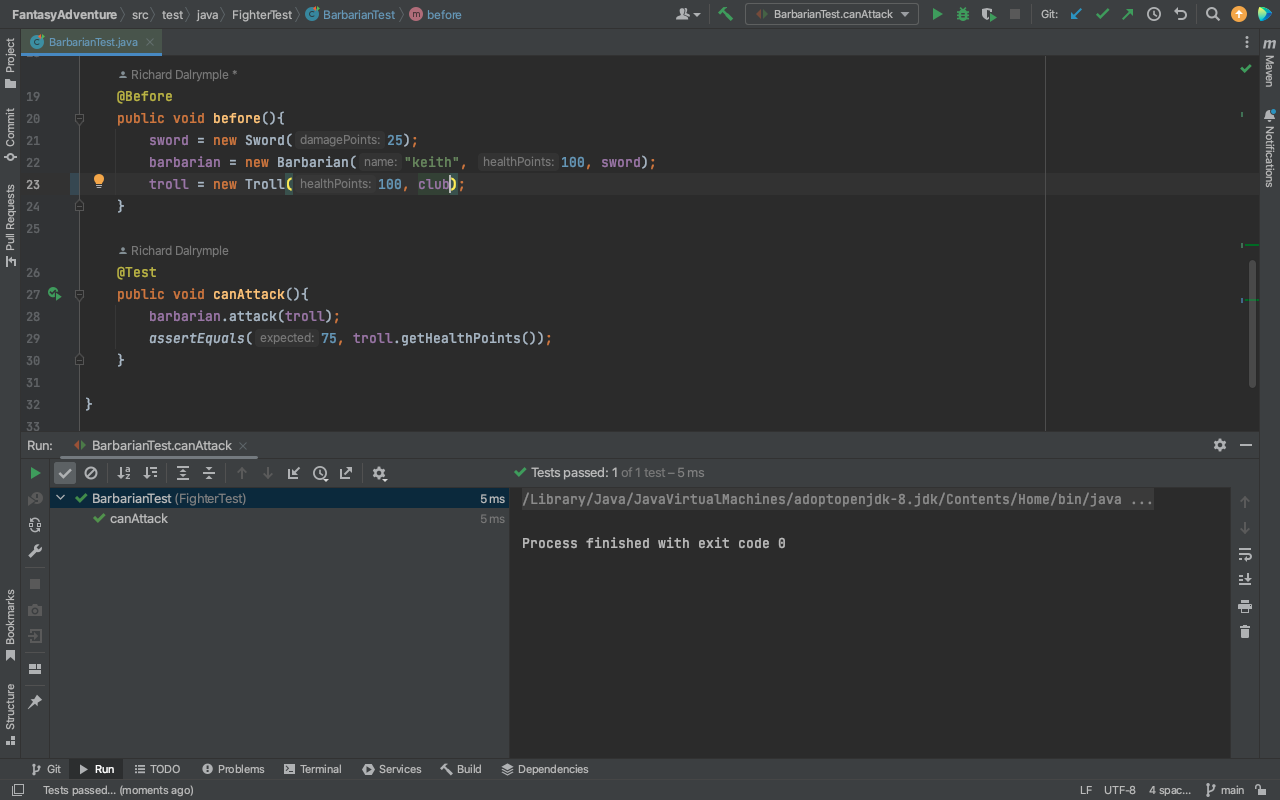 FantasyAdventure src test java FighterTest BarbarianTest before BarbarianTest.canAttack Git:
BarbarianTest.java
Project
Commit
Pull Requests
Bookmarks
Structure
Richard Dalrymple *
19 @Before
20 public void before(){
21 sword = new Sword( damagePoints: 25);
22 barbarian = new Barbarian( name: "keith", healthPoints: 100, sword);
23 troll = new Troll( healthPoints: 100, club);
24 }
25
Richard Dalrymple
26 @Test
27 public void canAttack(){
28 barbarian.attack(troll);
29 assertEquals( expected: 75, troll.getHealthPoints());
30 }
31
32 }
33
m
Maven
Notifications
Run: BarbarianTest.canAttack
Tests passed: 1 of 1 test – 5 ms
BarbarianTest (FighterTest) 5 ms
canAttack 5 ms
/Library/Java/JavaVirtualMachines/adoptopenjdk-8.jdk/Contents/Home/bin/java ...
Process finished with exit code 0
Git Run TODO Problems Terminal Services Build Dependencies
Tests passed... (moments ago) LF UTF-8 4 spac... main